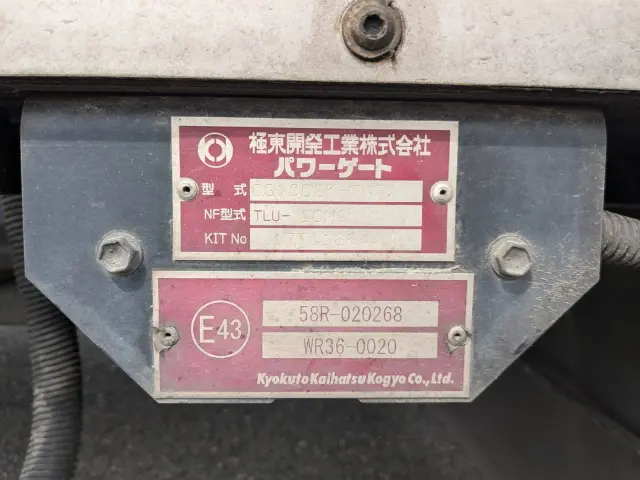 極東開発工業株式会社
パワーゲート
型式
NF型式 TLU-
KIT No
E43
58R-020268
WR36-0020
Kyokuto Kaihatsu Kogyo Co., Ltd.